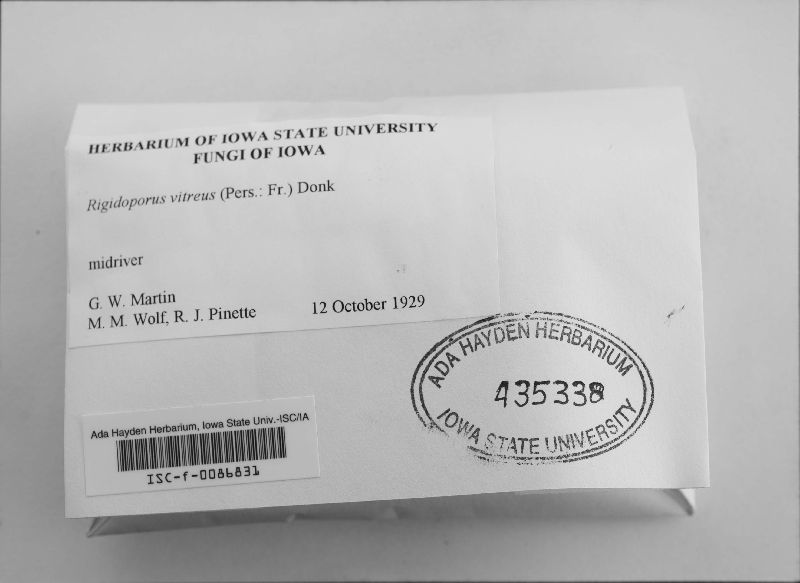 HERBARIUM OF IOWA STATE UNIVERSITY
FUNGI OF IOWA
Rigidoporus vitreus (Pers.: Fr.) Donk
midriver
G. W. Martin
M. M. Wolf, R. J. Pinette 12 October 1929
ADA HAYDEN HERBARIUM
435338
IOWA STATE UNIVERSITY
Ada Hayden Herbarium, Iowa State Univ.-ISC/IA
ISC-f-0086831